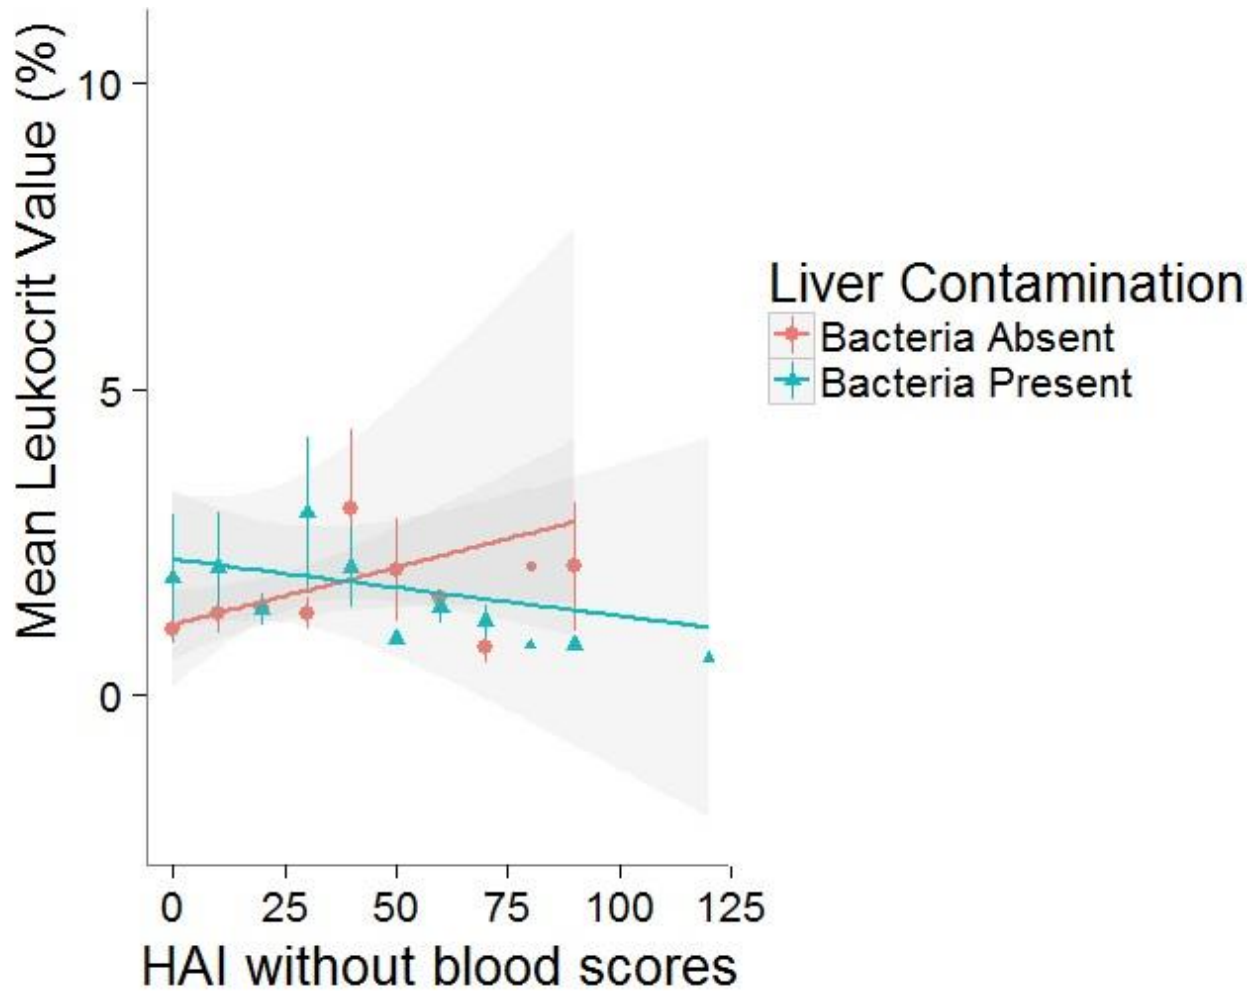 Mean Leukocrit Value (%)
10
5
0
0 25 50 75 100 125
HAI without blood scores
Liver Contamination
Bacteria Absent
Bacteria Present